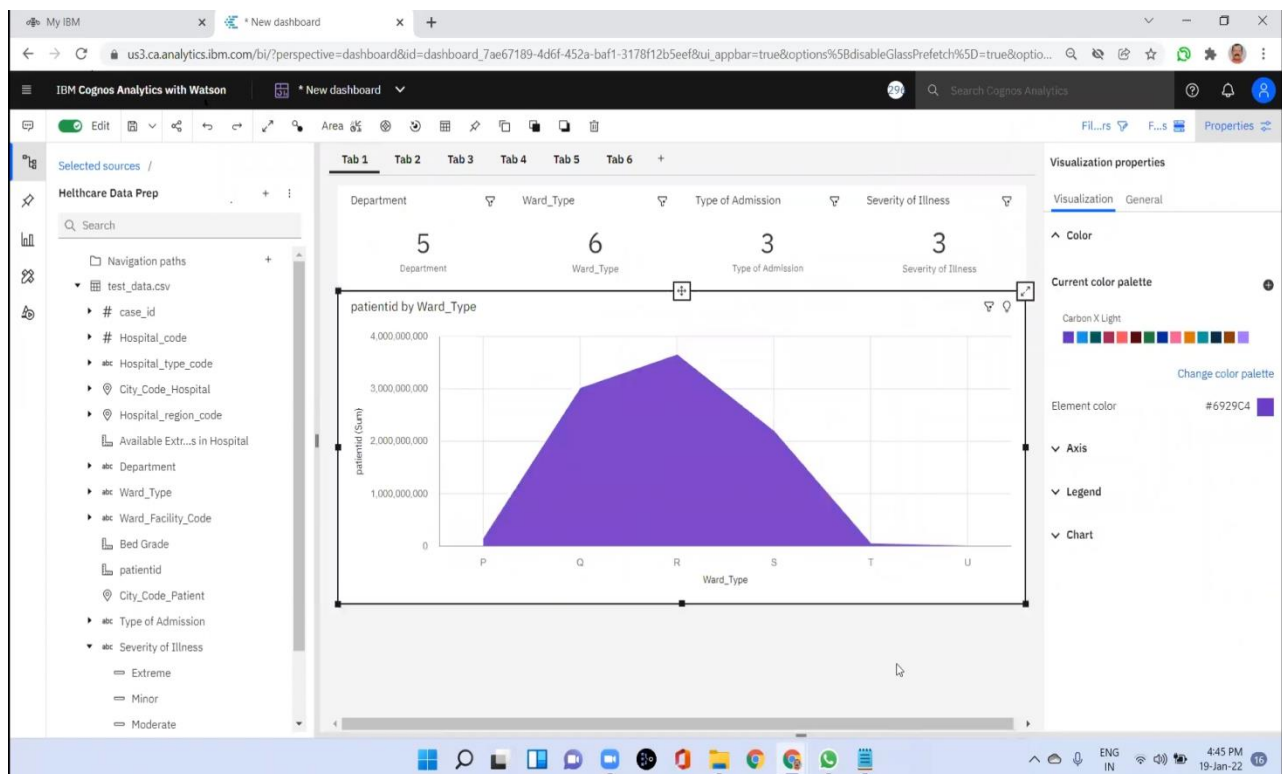 My IBM
* New dashboard
us3.ca.analytics.ibm.com/bi/?perspective=dashboard&id=dashboard_7ae67189-4d6f-452a-baf1-3178f12b5eef&ui_appbar=true&options%5BdisableGlassPrefetch%5D=true&optio...
IBM Cognos Analytics with Watson
* New dashboard
296
Search Cognos Analytics
Edit
Area
Fil...rs
F...s
Properties
Selected sources /
Helthcare Data Prep
Search
Navigation paths
test_data.csv
# case_id
# Hospital_code
abc Hospital_type_code
City_Code_Hospital
Hospital_region_code
Available Extr...s in Hospital
abc Department
abc Ward_Type
abc Ward_Facility_Code
Bed Grade
patientid
City_Code_Patient
abc Type of Admission
abc Severity of Illness
Extreme
Minor
Moderate
Tab 1 Tab 2 Tab 3 Tab 4 Tab 5 Tab 6 +
Department Ward_Type Type of Admission Severity of Illness
5 6 3 3
Department Ward_Type Type of Admission Severity of Illness
patientid by Ward_Type
patientid (Sum)
4,000,000,000
3,000,000,000
2,000,000,000
1,000,000,000
0
P Q R S T U
Ward_Type
Visualization properties
Visualization General
Color
Current color palette
Carbon X Light
Change color palette
Element color #6929C4
Axis
Legend
Chart
ENG
IN
4:45 PM
19-Jan-22
16